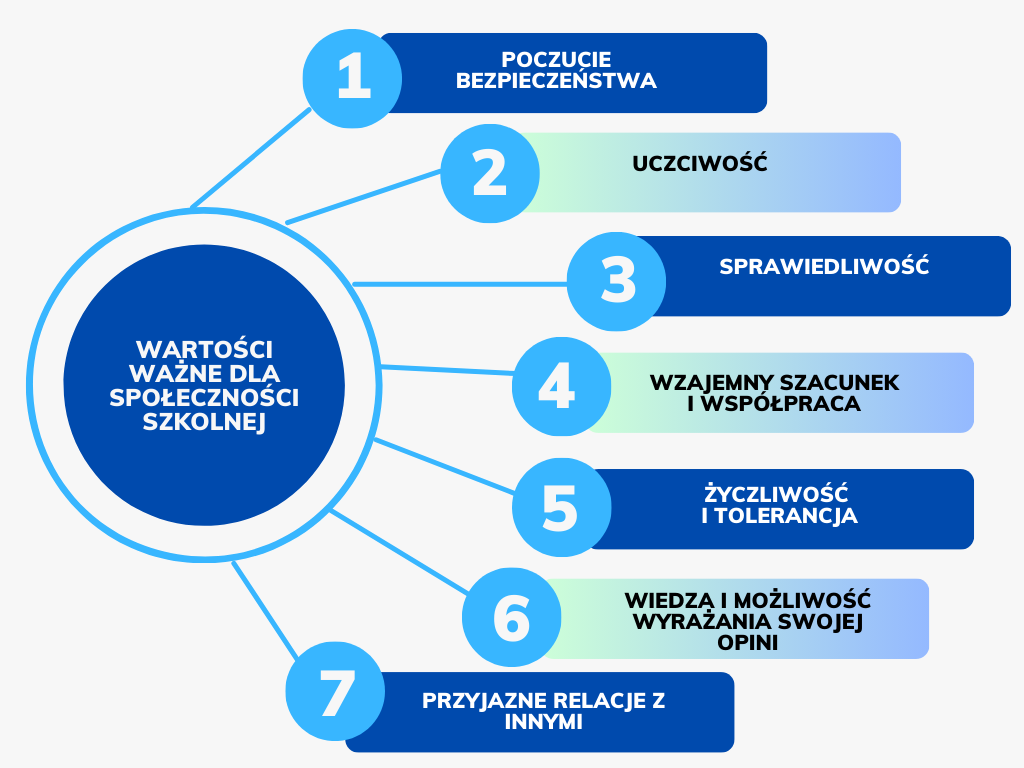 1
POCZUCIE
BEZPIECZEŃSTWA
2
UCZCIWOŚĆ
3
SPRAWIEDLIWOŚĆ
WARTOŚCI
WAŻNE DLA
SPOŁECZNOŚCI
SZKOLNEJ
4
WZAJEMNY SZACUNEK
I WSPÓŁPRACA
5
ŻYCZLIWOŚĆ
I TOLERANCJA
6
WIEDZA I MOŻLIWOŚĆ
WYRAŻANIA SWOJEJ
OPINI
7
PRZYJAZNE RELACJE Z
INNYMI